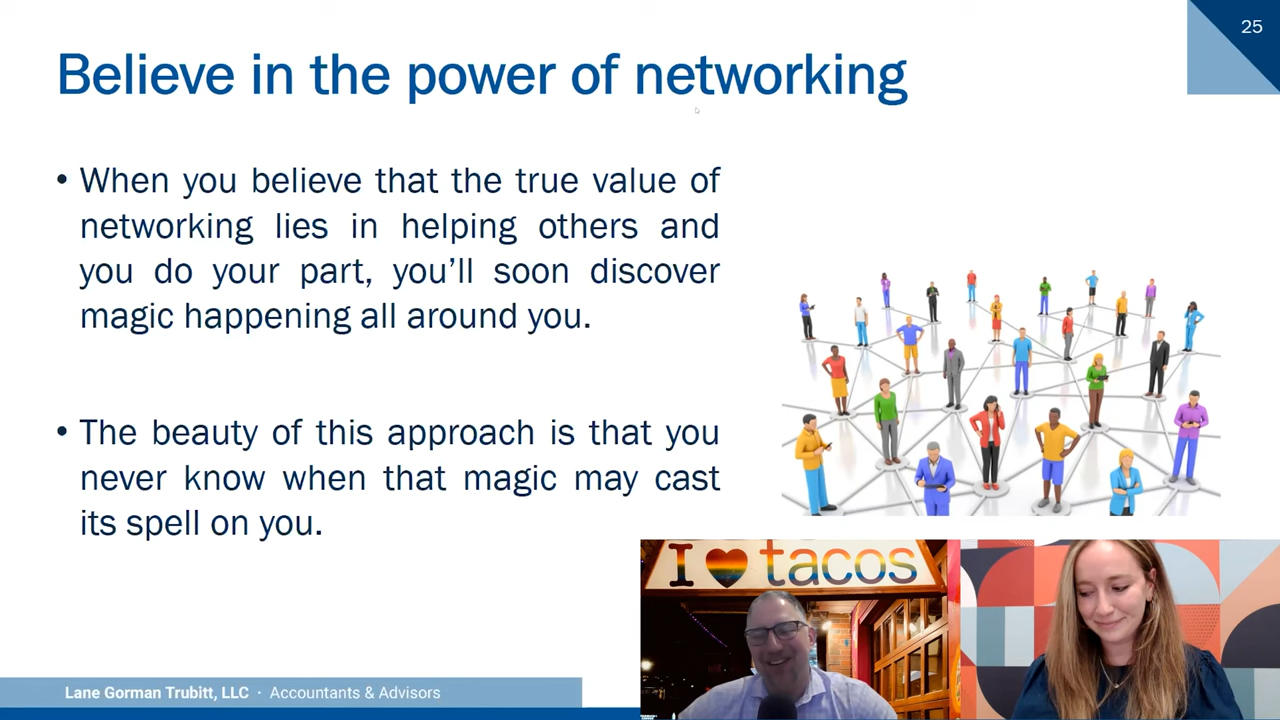 25
Believe in the power of networking
• When you believe that the true value of
networking lies in helping others and
you do your part, you’ll soon discover
magic happening all around you.
• The beauty of this approach is that you
never know when that magic may cast
its spell on you.
I ♥ tacos
Lane Gorman Trubitt, LLC · Accountants & Advisors